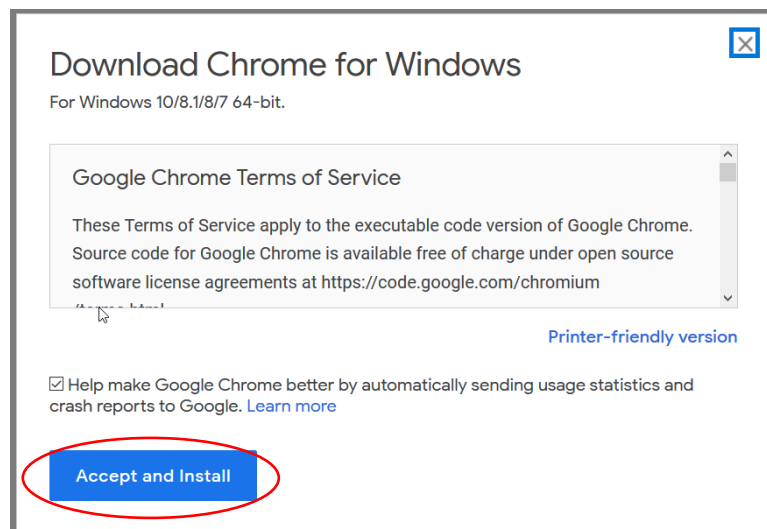 Download Chrome for Windows
For Windows 10/8.1/8/7 64-bit.
Google Chrome Terms of Service
These Terms of Service apply to the executable code version of Google Chrome.
Source code for Google Chrome is available free of charge under open source
software license agreements at https://code.google.com/chromium
Printer-friendly version
Help make Google Chrome better by automatically sending usage statistics and
crash reports to Google. Learn more
Accept and Install